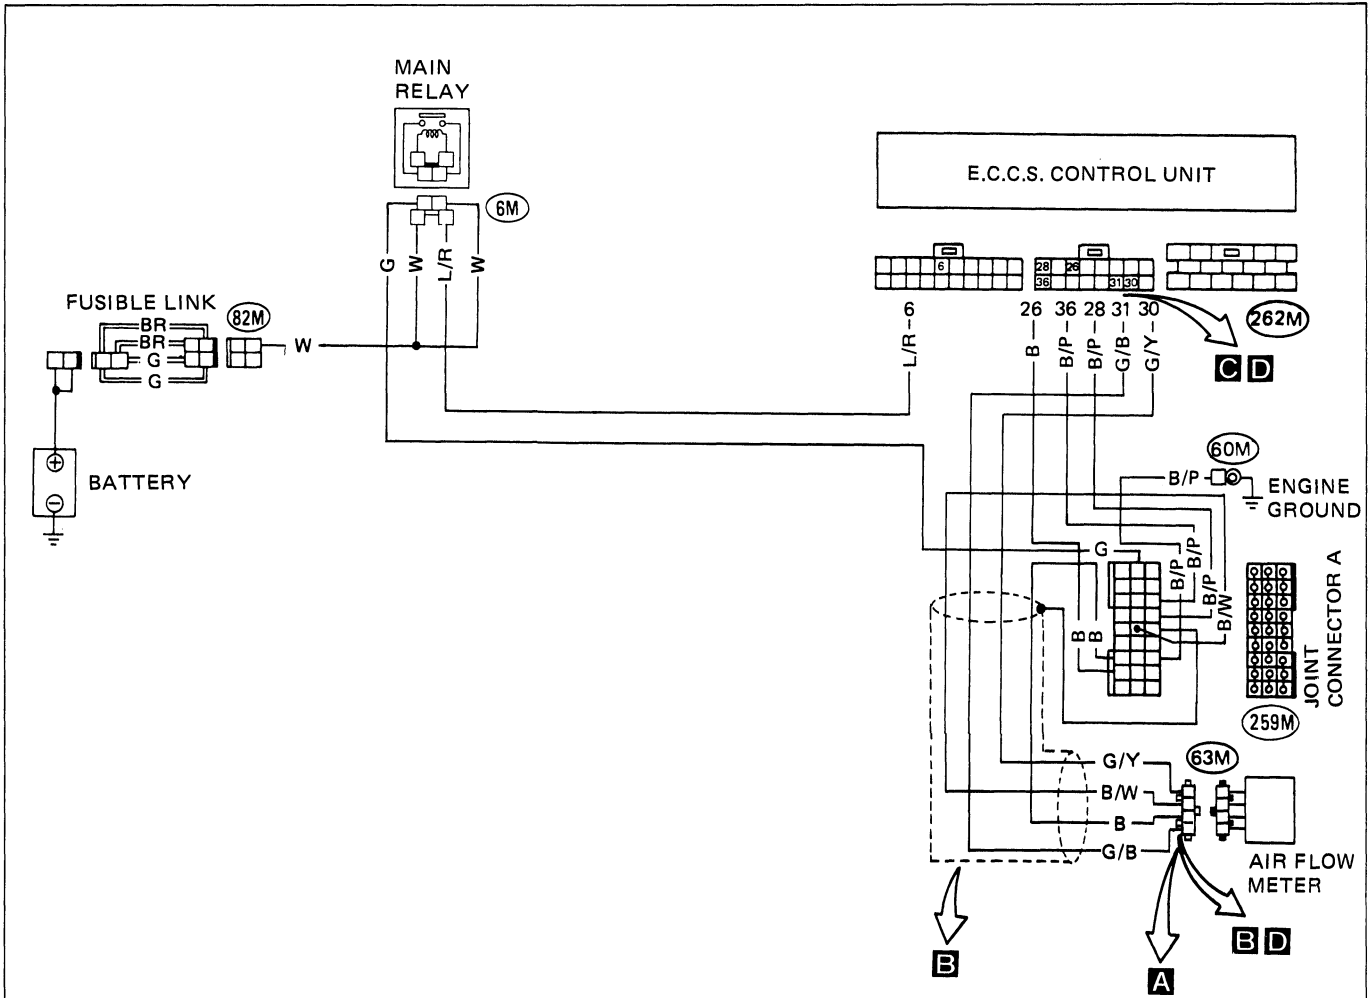 MAIN
RELAY
E.C.C.S. CONTROL UNIT
6M
G
W
L/R
W
6
28
26
36
31 30
FUSIBLE LINK
82M
BR
BR
G
G
W
6
26 36 28 31 30
262M
L/R
B
B/P
B/P
G/B
G/Y
C D
BATTERY
60M
B/P
ENGINE
GROUND
G
B/P
B/P
B/P
B/W
B
B
JOINT
CONNECTOR A
259M
63M
G/Y
B/W
B
G/B
AIR FLOW
METER
B
A
B D